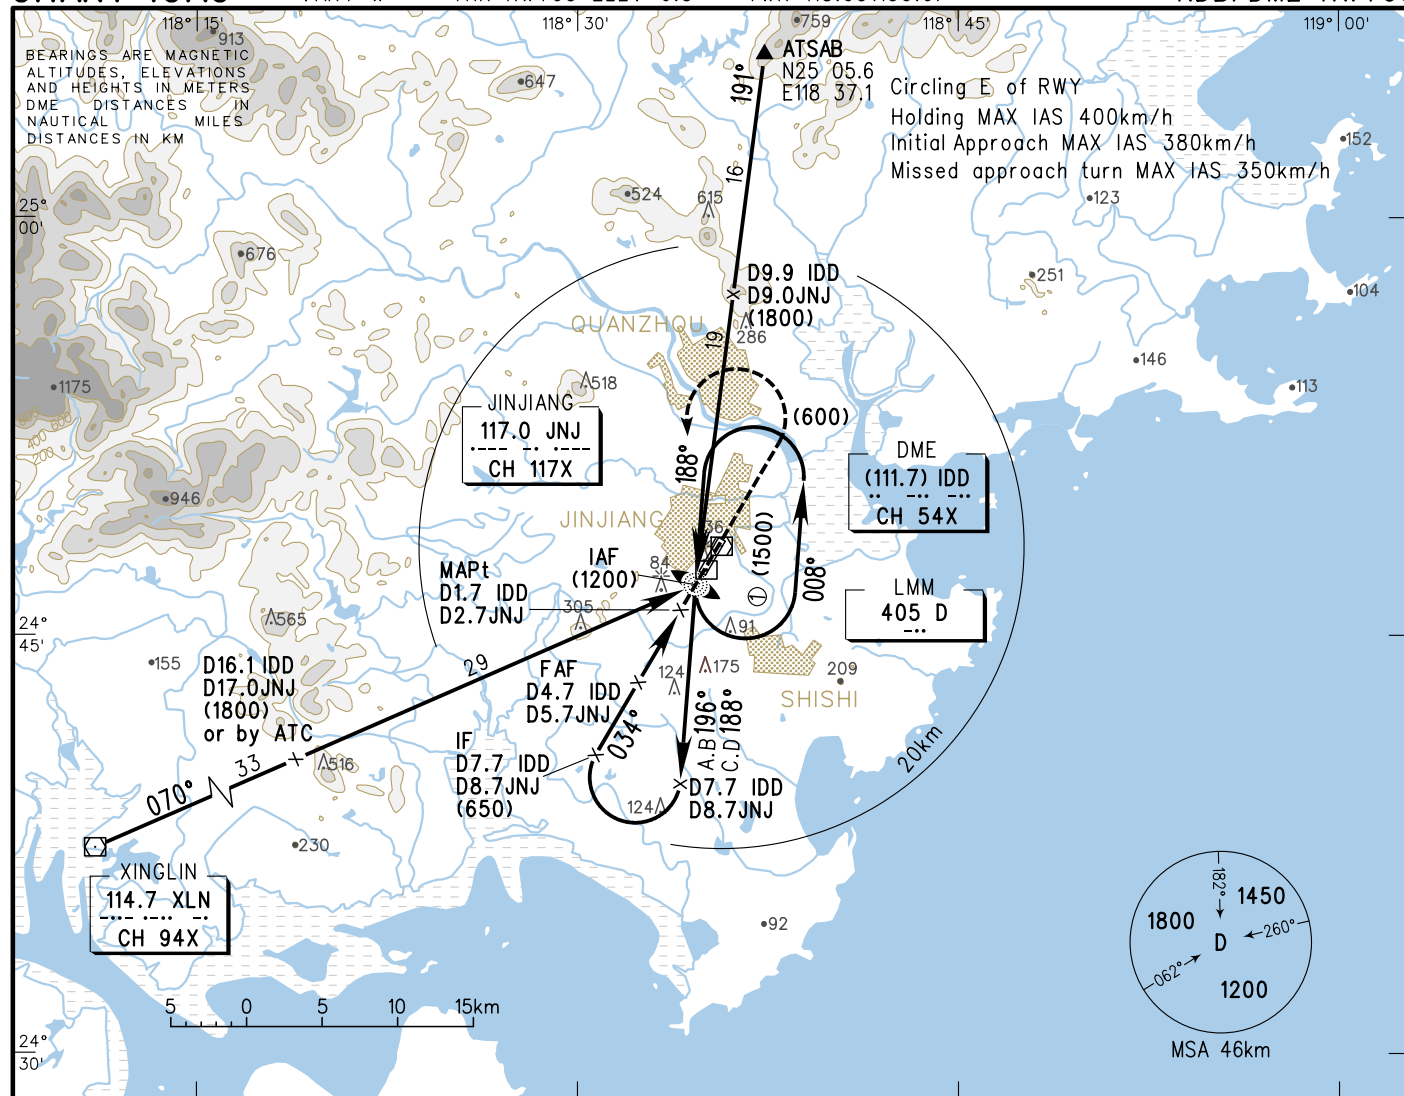 118° 15'
118° 30'
118° 45'
119° 00'
BEARINGS ARE MAGNETIC
ALTITUDES, ELEVATIONS
AND HEIGHTS IN METERS
DME DISTANCES IN
NAUTICAL MILES
DISTANCES IN KM
913
647
759
ATSAB
N25 05.6
E118 37.1
191°
Circling E of RWY
Holding MAX IAS 400km/h
Initial Approach MAX IAS 380km/h
Missed approach turn MAX IAS 350km/h
152
16
524
615
123
25°
00'
676
D9.9 IDD
D9.0JNJ
(1800)
251
104
QUANZHOU
19
286
146
1175
518
113
400
600
200
JINJIANG
117.0 JNJ
CH 117X
(600)
188°
DME
(111.7) IDD
CH 54X
946
JINJIANG
36
(1500)
IAF
(1200)
84
MAPt
D1.7 IDD
D2.7JNJ
1
008°
LMM
405 D
305
91
565
24°
45'
155
D16.1 IDD
D17.0JNJ
(1800)
or by ATC
29
FAF
D4.7 IDD
D5.7JNJ
124
175
209
SHISHI
IF
D7.7 IDD
D8.7JNJ
(650)
034°
A.B196°
C.D188°
20km
33
516
070°
124
D7.7 IDD
D8.7JNJ
230
XINGLIN
114.7 XLN
CH 94X
92
182°
1450
1800
260°
D
062°
1200
MSA 46km
5 0 5 10 15km
24°
30'